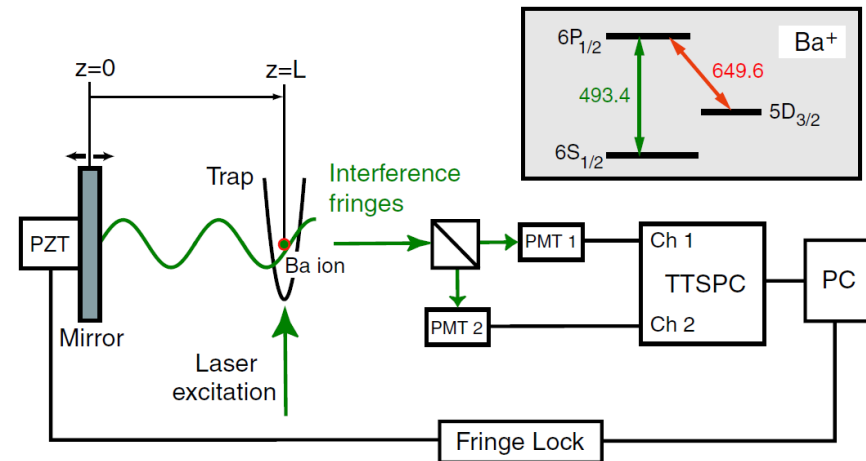 z=0
z=L
Trap
Interference
fringes
PZT
Ba ion
Mirror
Laser
excitation
PMT 1
PMT 2
Ch 1
TTSPC
Ch 2
PC
Fringe Lock
6P1/2
Ba+
649.6
493.4
5D3/2
6S1/2